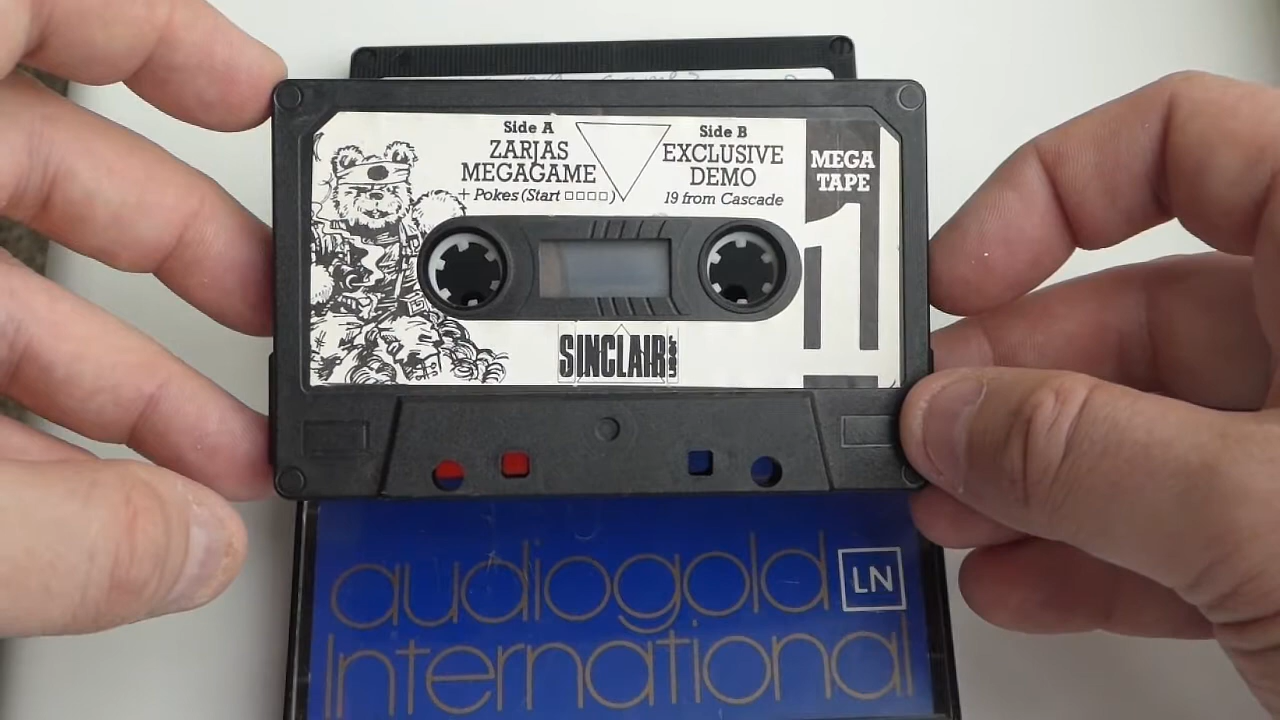 Side A
ZARJAS
MEGAGAME
+ Pokes (Start □□□□)
Side B
EXCLUSIVE
DEMO
19 from Cascade
MEGA
TAPE
1
SINCLAIR
audiogold LN
International